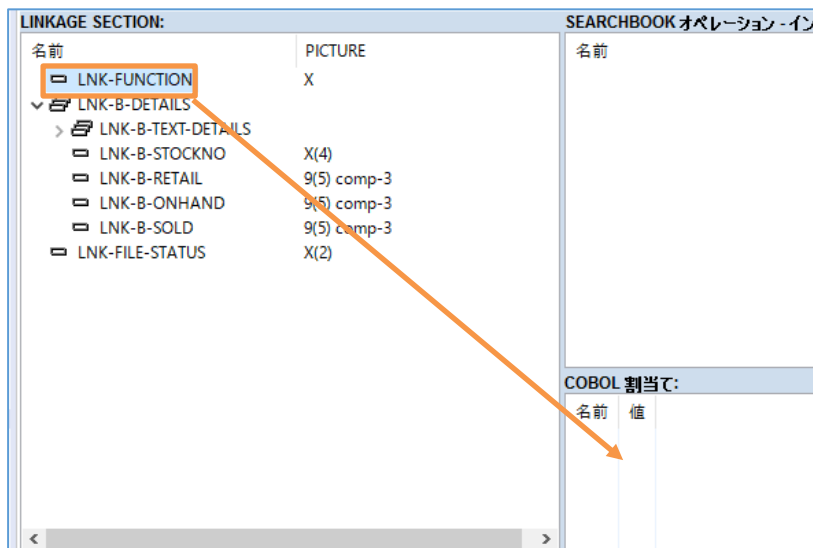 LINKAGE SECTION:
名前 PICTURE
LNK-FUNCTION X
LNK-B-DETAILS
LNK-B-TEXT-DETAILS
LNK-B-STOCKNO X(4)
LNK-B-RETAIL 9(5) comp-3
LNK-B-ONHAND 9(5) comp-3
LNK-B-SOLD 9(5) comp-3
LNK-FILE-STATUS X(2)
SEARCHBOOK オペレーション - イン
名前
COBOL 割当て:
名前 値